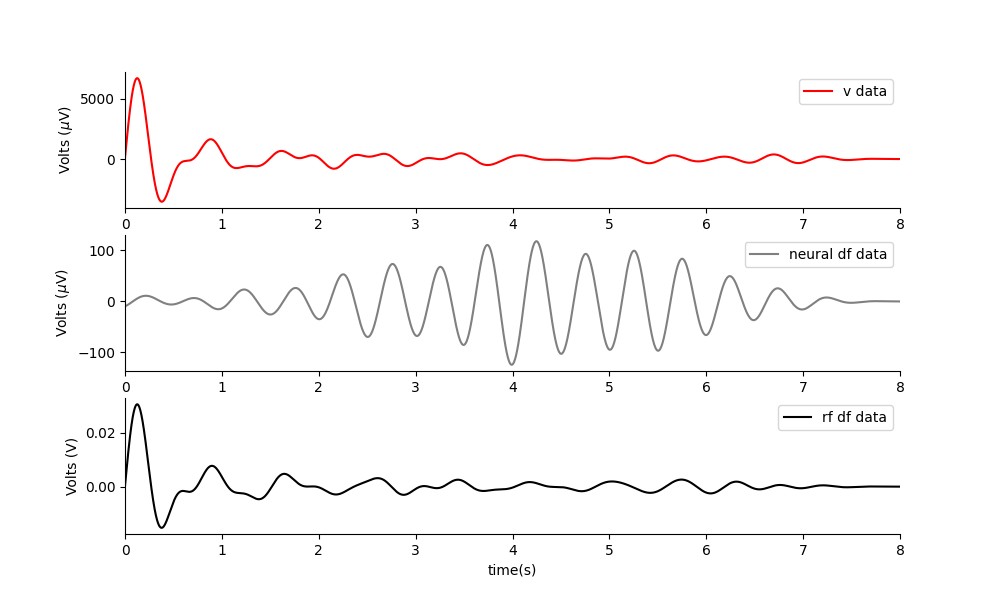 5000
0
Volts (μV)
v data
0 1 2 3 4 5 6 7 8
100
0
−100
Volts (μV)
neural df data
0 1 2 3 4 5 6 7 8
0.02
0.00
Volts (V)
rf df data
0 1 2 3 4 5 6 7 8
time(s)